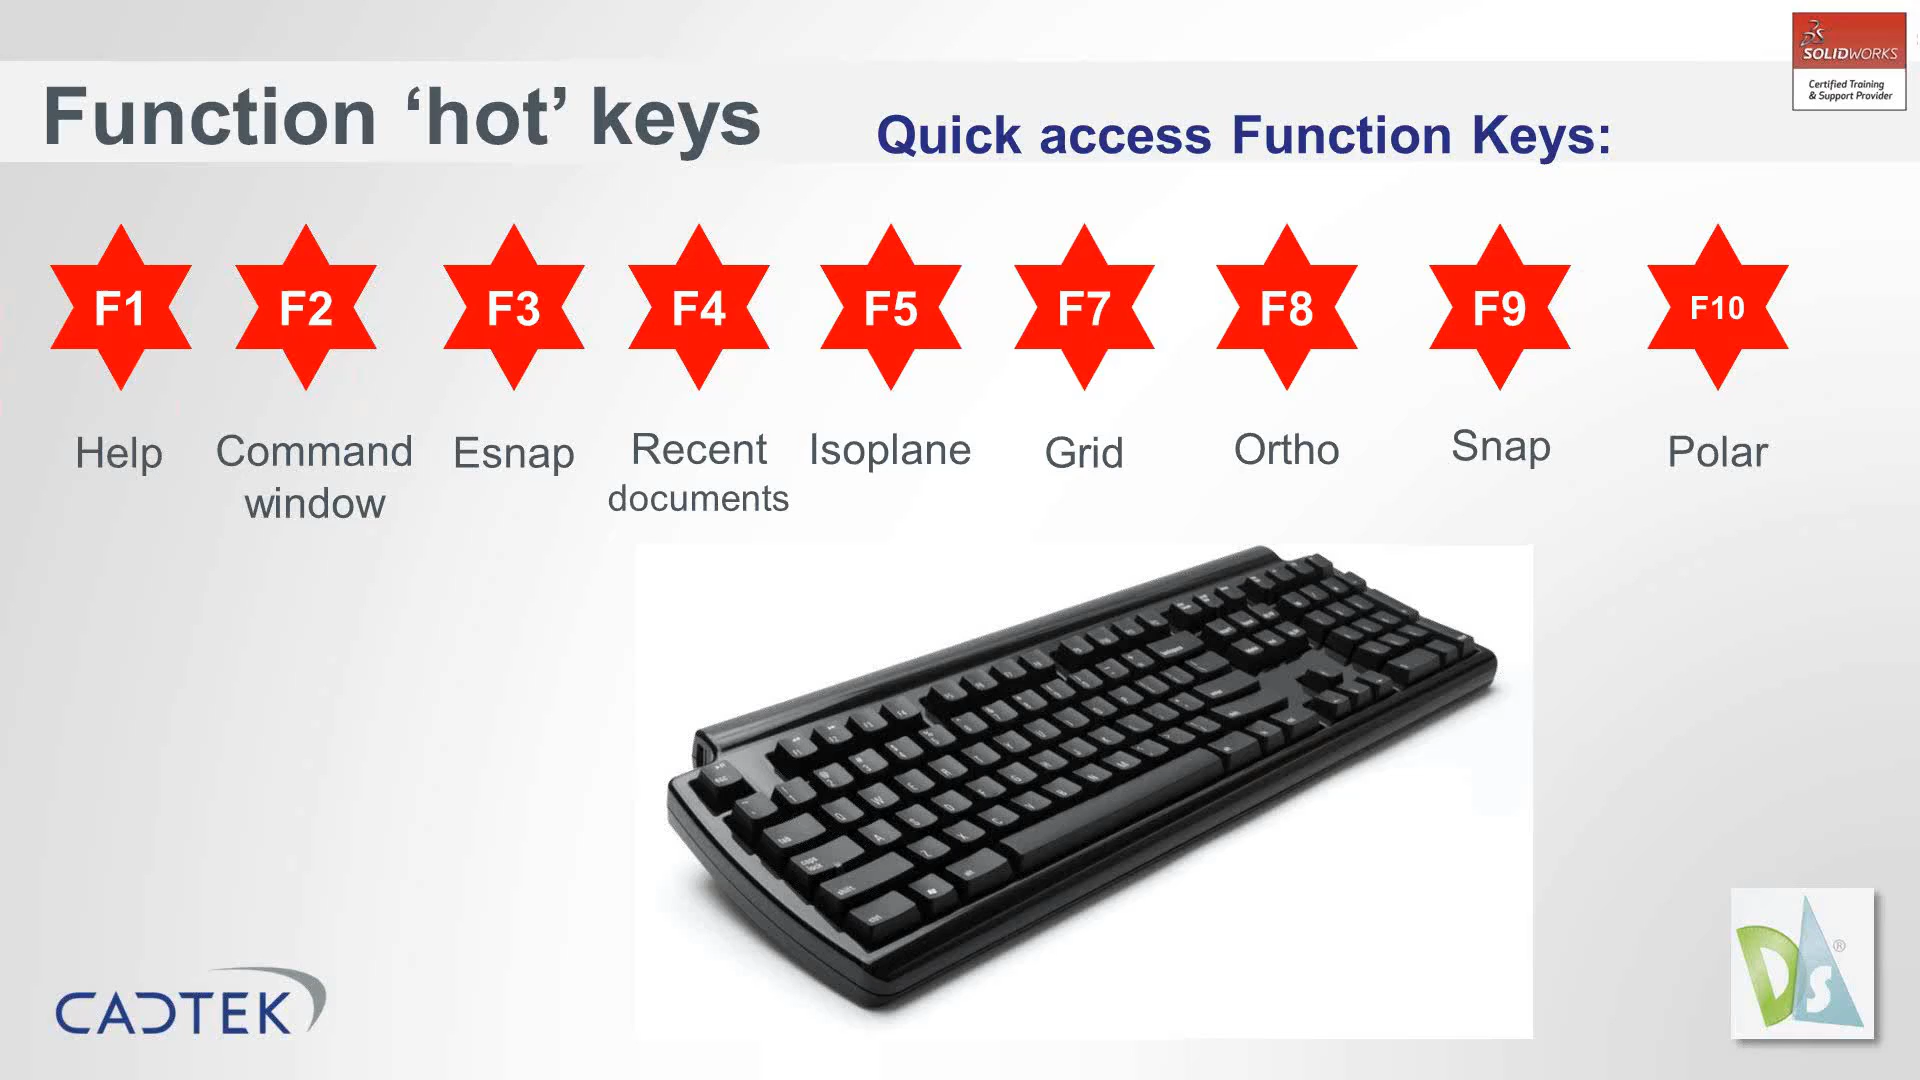 SOLIDWORKS
Certified Training
& Support Provider
Function ‘hot’ keys
Quick access Function Keys:
F1 F2 F3 F4 F5 F7 F8 F9 F10
Help Command Esnap Recent Isoplane Grid Ortho Snap Polar
window documents
CADTEK
DS®